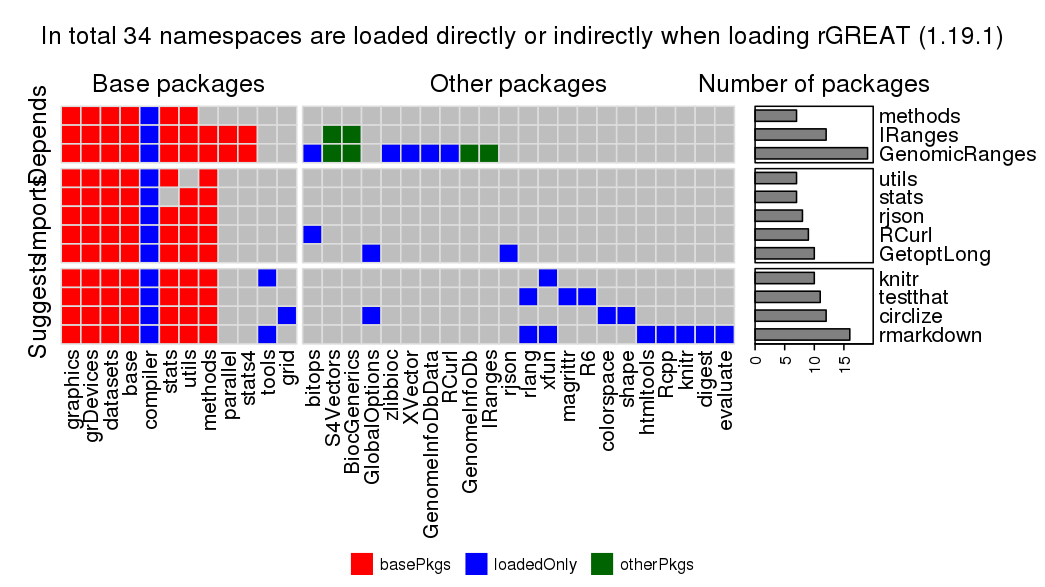 In total 34 namespaces are loaded directly or indirectly when loading rGREAT (1.19.1)
Base packages
Other packages
Number of packages
Depends
methods
IRanges
GenomicRanges
Imports
utils
stats
rjson
RCurl
GetoptLong
Suggests
knitr
testthat
circlize
rmarkdown
graphics
grDevices
datasets
base
compiler
stats
utils
methods
parallel
stats4
tools
grid
bitops
S4Vectors
BiocGenerics
GlobalOptions
zlibbioc
XVector
GenomeInfoDbData
RCurl
GenomeInfoDb
IRanges
rjson
rlang
xfun
magrittr
R6
colorspace
shape
htmltools
Rcpp
knitr
digest
evaluate
0
5
10
15
basePkgs
loadedOnly
otherPkgs